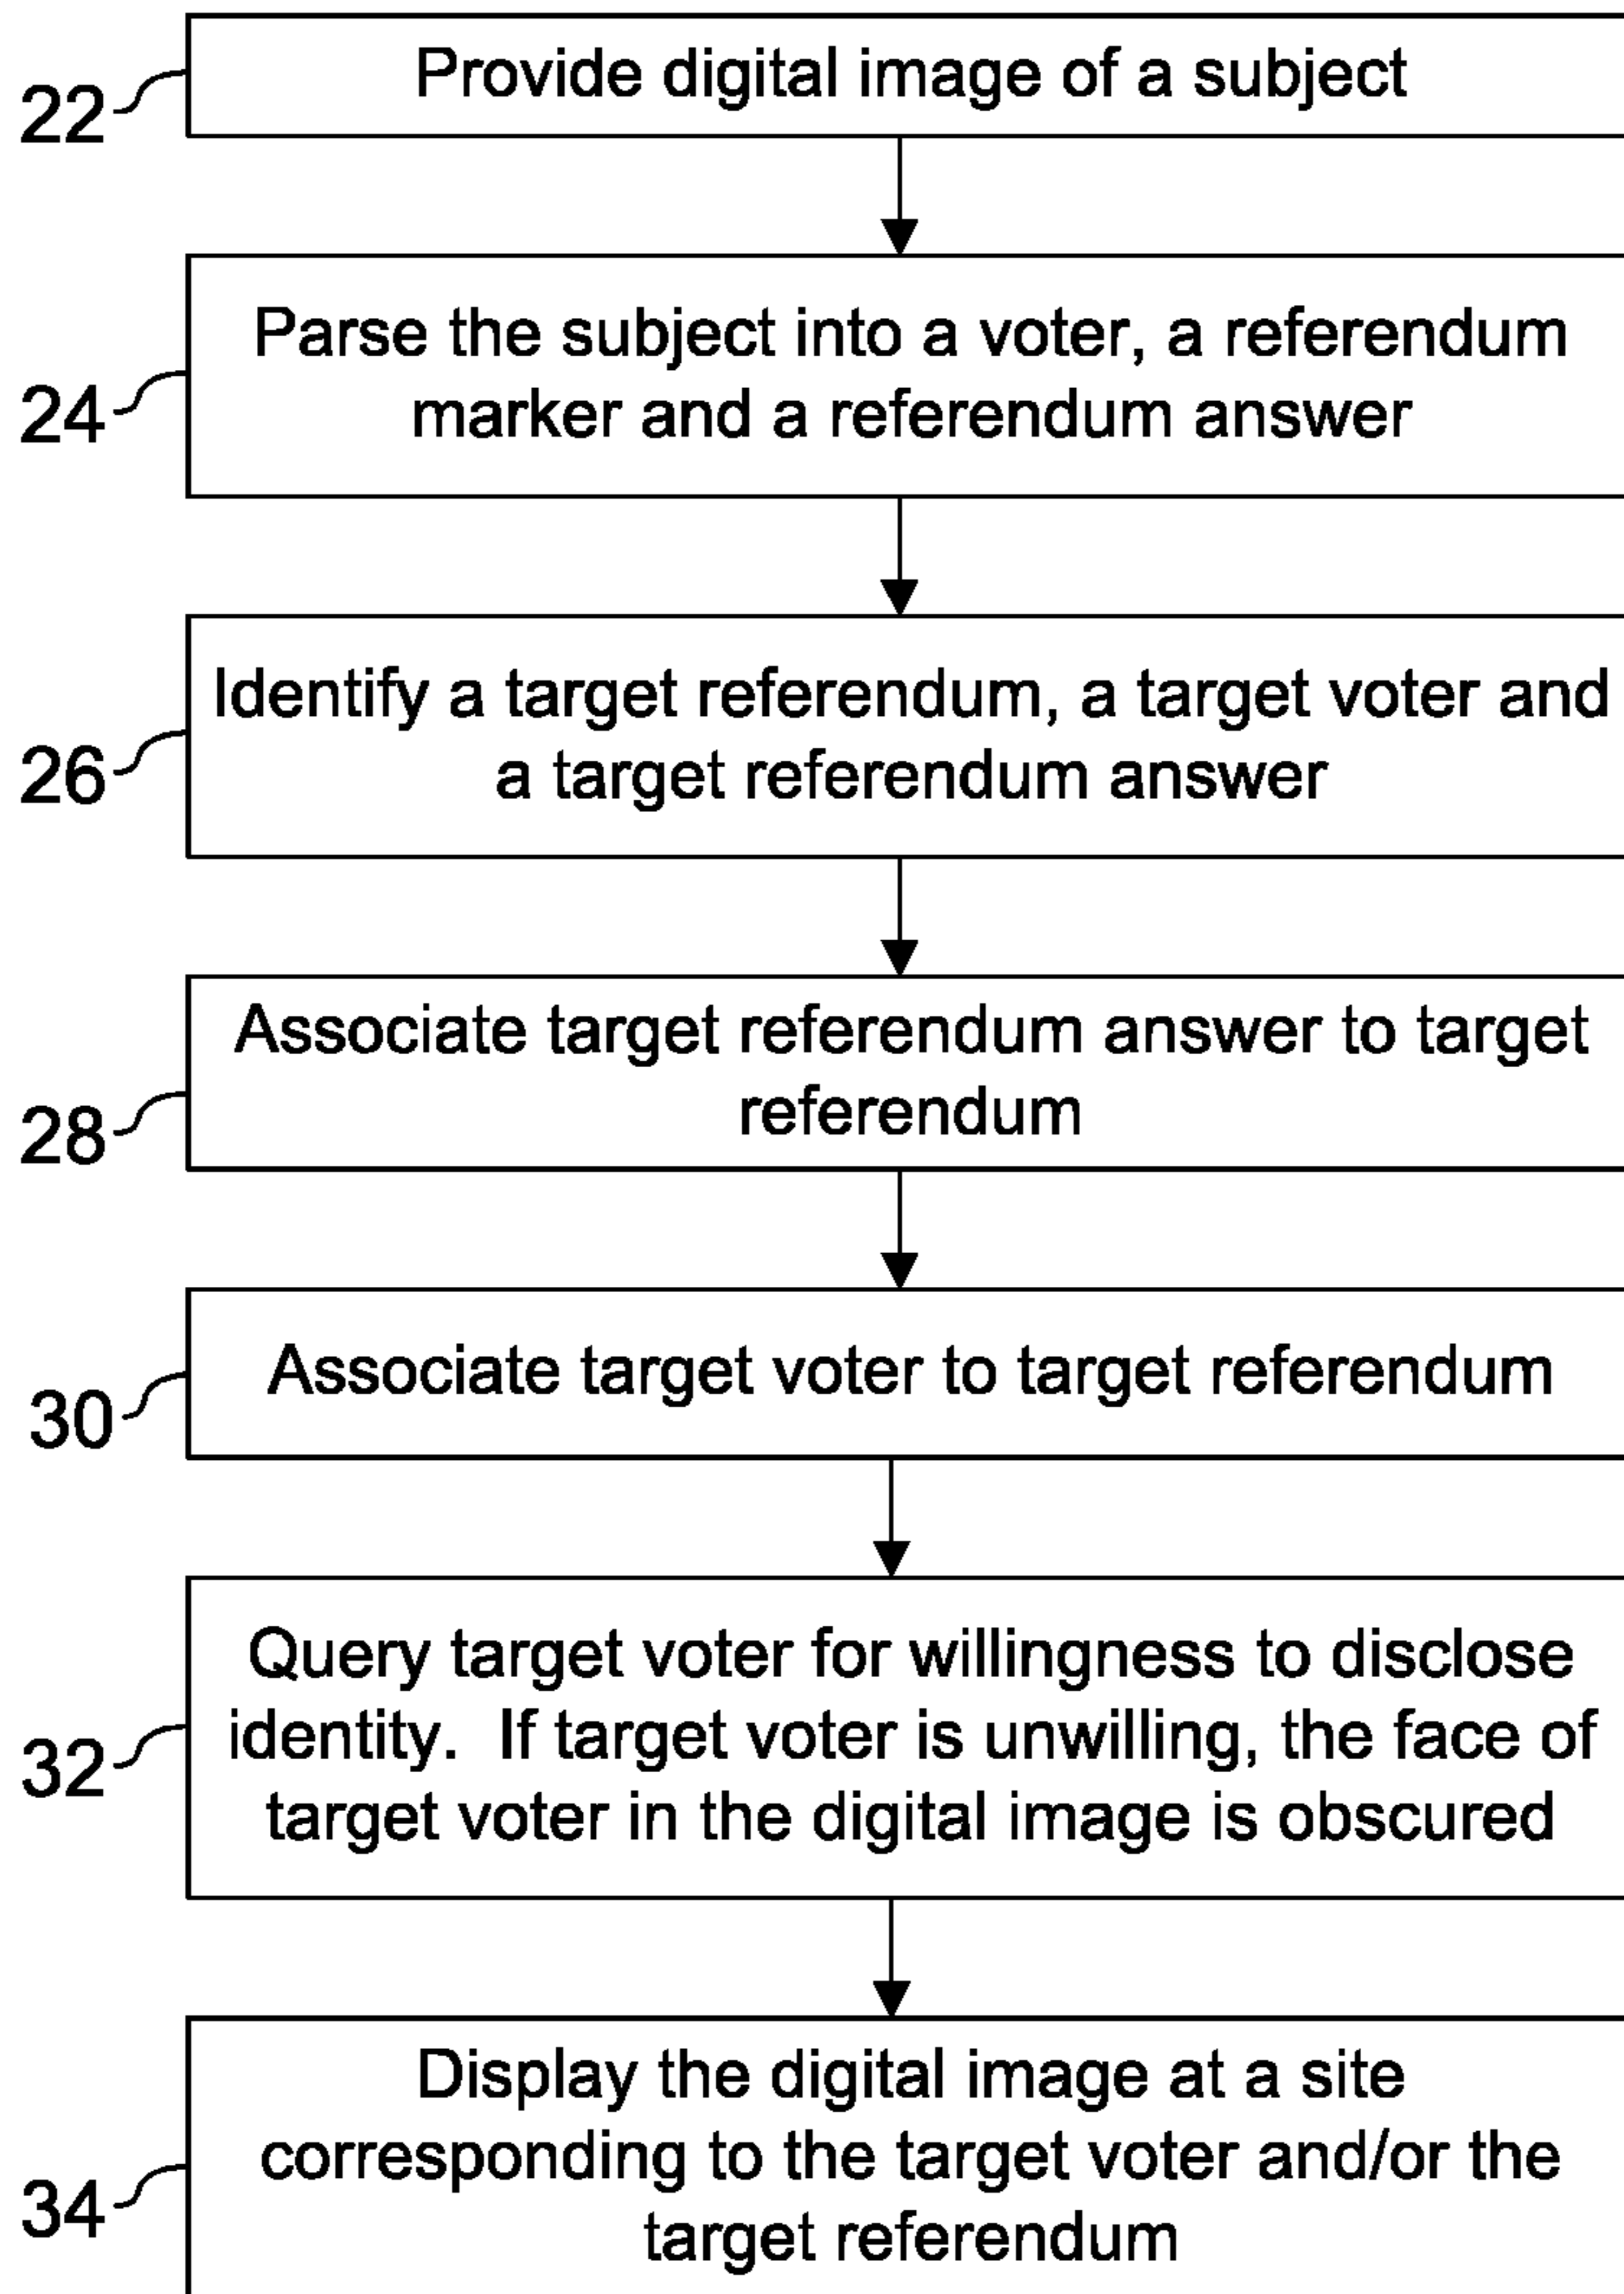 22
Provide digital image of a subject
24
Parse the subject into a voter, a referendum
marker and a referendum answer
26
Identify a target referendum, a target voter and
a target referendum answer
28
Associate target referendum answer to target
referendum
30
Associate target voter to target referendum
32
Query target voter for willingness to disclose
identity.  If target voter is unwilling, the face of
target voter in the digital image is obscured
34
Display the digital image at a site
corresponding to the target voter and/or the
target referendum